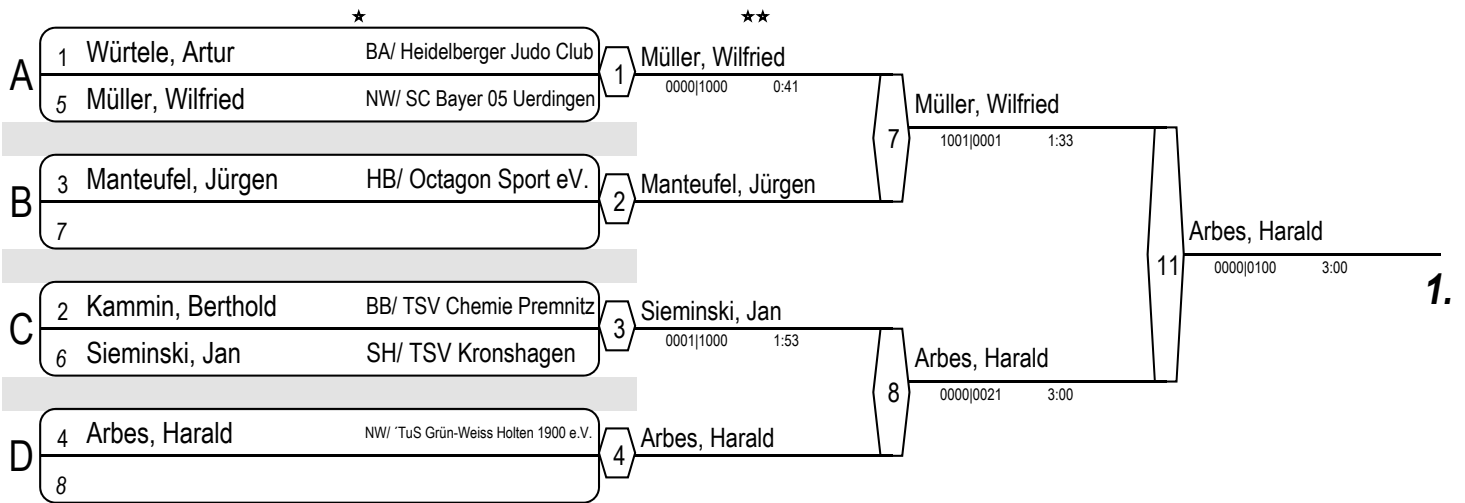 A
1 Würtele, Artur BA/ Heidelberger Judo Club
5 Müller, Wilfried NW/ SC Bayer 05 Uerdingen
1
Müller, Wilfried
0000|1000 0:41
B
3 Manteufel, Jürgen HB/ Octagon Sport eV.
7
2
Manteufel, Jürgen
7
Müller, Wilfried
1001|0001 1:33
C
2 Kammin, Berthold BB/ TSV Chemie Premnitz
6 Sieminski, Jan SH/ TSV Kronshagen
3
Sieminski, Jan
0001|1000 1:53
D
4 Arbes, Harald NW/ ´TuS Grün-Weiss Holten 1900 e.V.
8
4
Arbes, Harald
8
Arbes, Harald
0000|0021 3:00
11
Arbes, Harald
0000|0100 3:00
1.